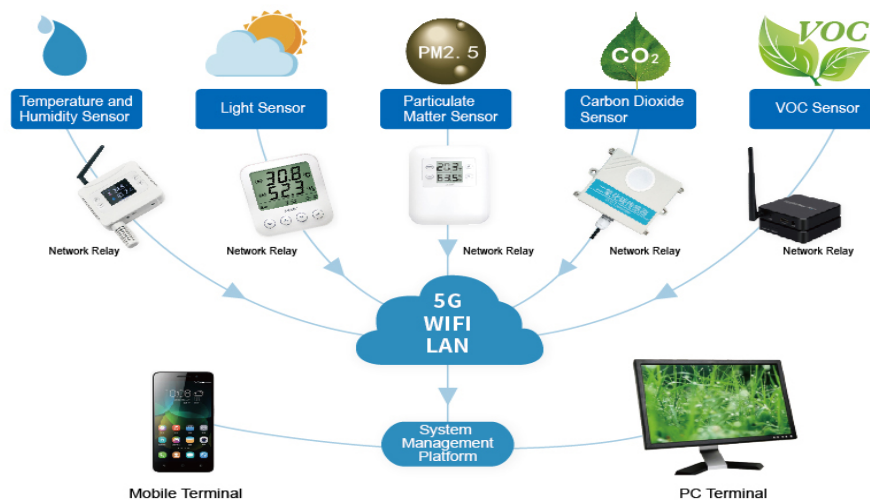 PM2.5
CO₂
VOC
Temperature and
Humidity Sensor
Light Sensor
Particulate
Matter Sensor
Carbon Dioxide
Sensor
VOC Sensor
30.8
52.3
20.3
Network Relay
Network Relay
Network Relay
Network Relay
Network Relay
5G
WIFI
LAN
System
Management
Platform
Mobile Terminal
PC Terminal